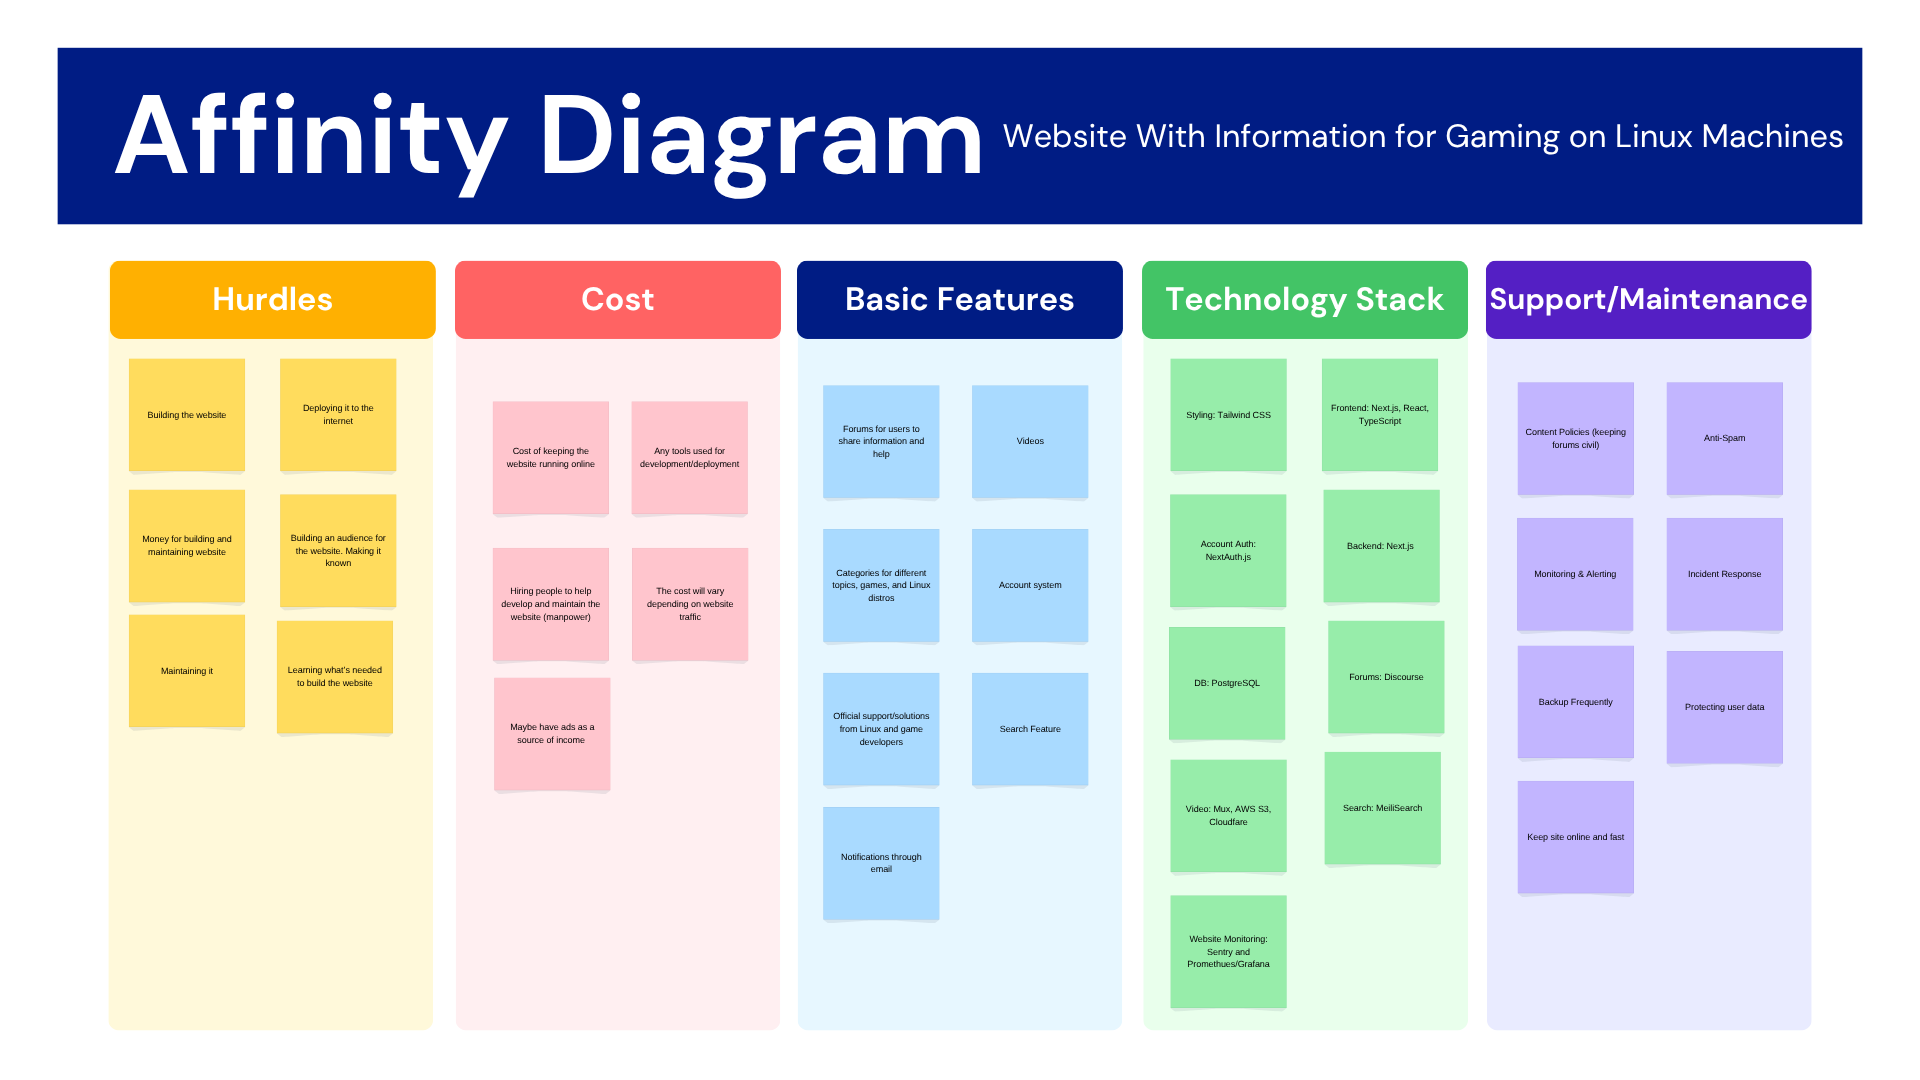 Affinity Diagram
Website With Information for Gaming on Linux Machines
Hurdles
Building the website
Deploying it to the
internet
Money for building and
maintaining website
Building an audience for
the website. Making it
known
Maintaining it
Learning what's needed
to build the website
Cost
Cost of keeping the
website running online
Any tools used for
development/deployment
Hiring people to help
develop and maintain the
website (manpower)
The cost will vary
depending on website
traffic
Maybe have ads as a
source of income
Basic Features
Forums for users to
share information and
help
Videos
Categories for different
topics, games, and Linux
distros
Account system
Official support/solutions
from Linux and game
developers
Search Feature
Notifications through
email
Technology Stack
Styling: Tailwind CSS
Frontend: Next.js, React,
TypeScript
Account Auth:
NextAuth.js
Backend: Next.js
DB: PostgreSQL
Forums: Discourse
Video: Mux, AWS S3,
Cloudfare
Search: MeiliSearch
Website Monitoring:
Sentry and
Promethues/Grafana
Support/Maintenance
Content Policies (keeping
forums civil)
Anti-Spam
Monitoring & Alerting
Incident Response
Backup Frequently
Protecting user data
Keep site online and fast